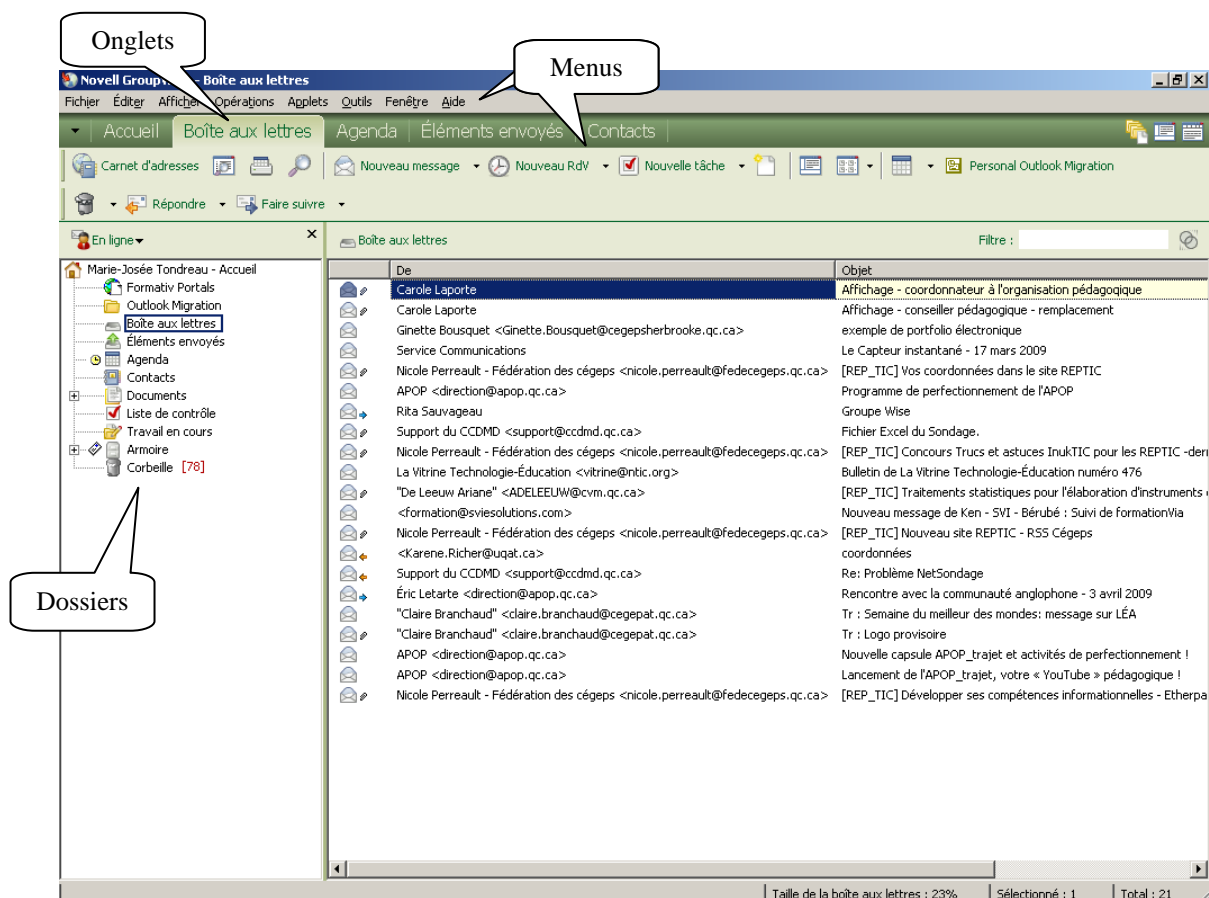 Onglets
Menus
Novell Group - Boîte aux lettres
Fichier Éditer Afficher Opérations Applets Outils Fenêtre Aide
Accueil Boîte aux lettres Agenda Éléments envoyés Contacts
Carnet d'adresses Nouveau message Nouveau RdV Nouvelle tâche Personal Outlook Migration
Répondre Faire suivre
En ligne Boîte aux lettres Filtre :
De Objet
Marie-Josée Tondreau - Accueil
Formativ Portals
Outlook Migration
Boîte aux lettres
Éléments envoyés
Agenda
Contacts
Documents
Liste de contrôle
Travail en cours
Armoire
Corbeille [78]
Dossiers
Carole Laporte Affichage - coordonnateur à l'organisation pédagogique
Carole Laporte Affichage - conseiller pédagogique - remplacement
Ginette Bousquet <Ginette.Bousquet@cegepsherbrooke.qc.ca> exemple de portfolio électronique
Service Communications Le Capteur instantané - 17 mars 2009
Nicole Perreault - Fédération des cégeps <nicole.perreault@fedecegeps.qc.ca> [REP_TIC] Vos coordonnées dans le site REPTIC
APOP <direction@apop.qc.ca> Programme de perfectionnement de l'APOP
Rita Sauvageau Groupe Wise
Support du CCDMD <support@ccdmd.qc.ca> Fichier Excel du Sondage.
Nicole Perreault - Fédération des cégeps <nicole.perreault@fedecegeps.qc.ca> [REP_TIC] Concours Trucs et astuces InukTIC pour les REPTIC -der
La Vitrine Technologie-Éducation <vitrine@ntic.org> Bulletin de La Vitrine Technologie-Éducation numéro 476
"De Leeuw Ariane" <ADELEEUW@cvm.qc.ca> [REP_TIC] Traitements statistiques pour l'élaboration d'instruments
<formation@sviesolutions.com> Nouveau message de Ken - SVI - Bérubé : Suivi de formationVia
Nicole Perreault - Fédération des cégeps <nicole.perreault@fedecegeps.qc.ca> [REP_TIC] Nouveau site REPTIC - RSS Cégeps
<Karene.Richer@uqat.ca> coordonnées
Support du CCDMD <support@ccdmd.qc.ca> Re: Problème NetSondage
Éric Letarte <direction@apop.qc.ca> Rencontre avec la communauté anglophone - 3 avril 2009
"Claire Branchaud" <claire.branchaud@cegepat.qc.ca> Tr : Semaine du meilleur des mondes: message sur LÉA
"Claire Branchaud" <claire.branchaud@cegepat.qc.ca> Tr : Logo provisoire
APOP <direction@apop.qc.ca> Nouvelle capsule APOP_trajet et activités de perfectionnement !
APOP <direction@apop.qc.ca> Lancement de l'APOP_trajet, votre « YouTube » pédagogique !
Nicole Perreault - Fédération des cégeps <nicole.perreault@fedecegeps.qc.ca> [REP_TIC] Développer ses compétences informationnelles - Etherpa
Taille de la boîte aux lettres : 23% Sélectionné : 1 Total : 21